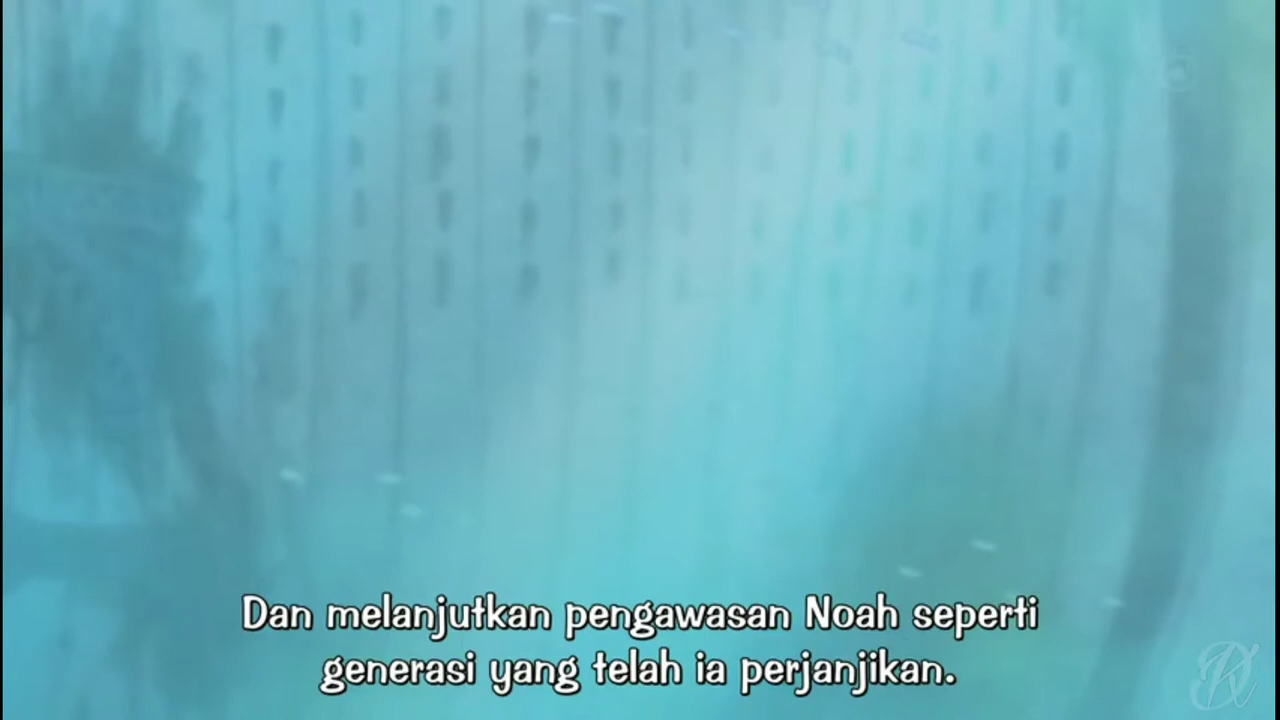 Dan melanjutkan pengawasan Noah seperti
generasi yang telah ia perjanjikan.